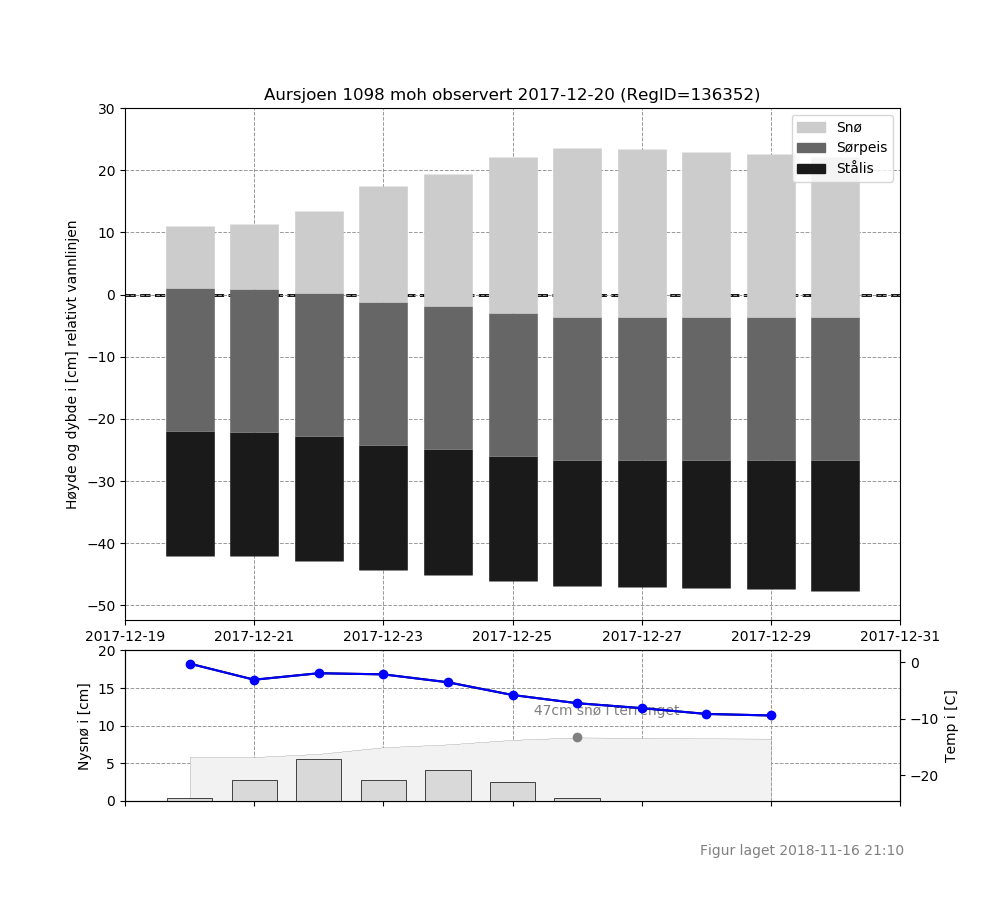 Aursjoen 1098 moh observert 2017-12-20 (RegID=136352)
Høyde og dybde i [cm] relativt vannlinjen
30
20
10
0
−10
−20
−30
−40
−50
Snø
Sørpeis
Stålis
2017-12-19 2017-12-21 2017-12-23 2017-12-25 2017-12-27 2017-12-29 2017-12-31
Nysnø i [cm]
20
15
10
5
0
47cm snø i terrenget
0
−10
−20
Temp i [C]
Figur laget 2018-11-16 21:10